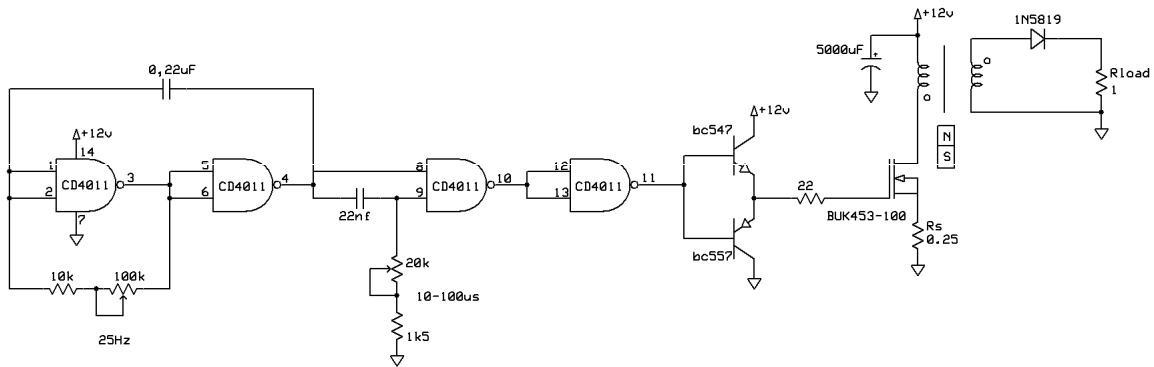 +12v
1N5819
5000uF
+
Rload
1
0,22uF
+12v
14
1
2
CD4011
3
7
5
6
CD4011
4
8
9
CD4011
10
12
13
CD4011
11
22nf
bc547
+12v
bc557
22
N
S
BUK453-100
Rs
0.25
10k
100k
25Hz
20k
10-100us
1k5